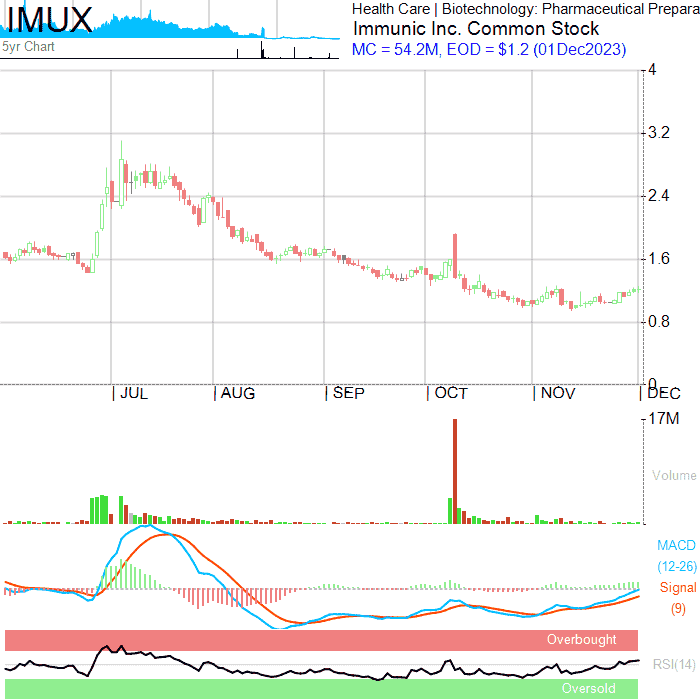 IMUX
5yr Chart
Health Care | Biotechnology: Pharmaceutical Prepara
Immunic Inc. Common Stock
MC = 54.2M, EOD = $1.2 (01Dec2023)
4
3.2
2.4
1.6
0.8
0
JUL AUG SEP OCT NOV DEC
17M
Volume
MACD
(12-26)
Signal
(9)
Overbought
RSI(14)
Oversold